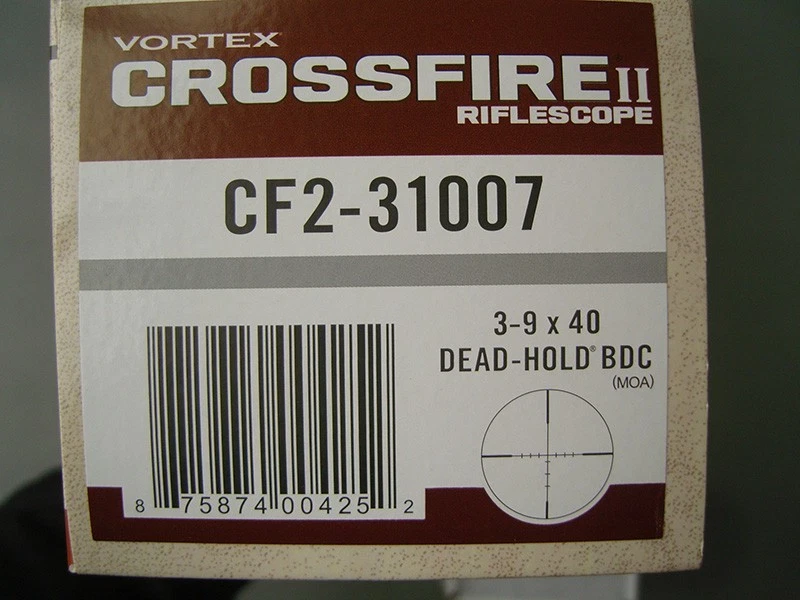 VORTEX
CROSSFIRE II
RIFLESCOPE
CF2-31007
3-9 x 40
DEAD-HOLD® BDC
(MOA)
8 75874 00425 2